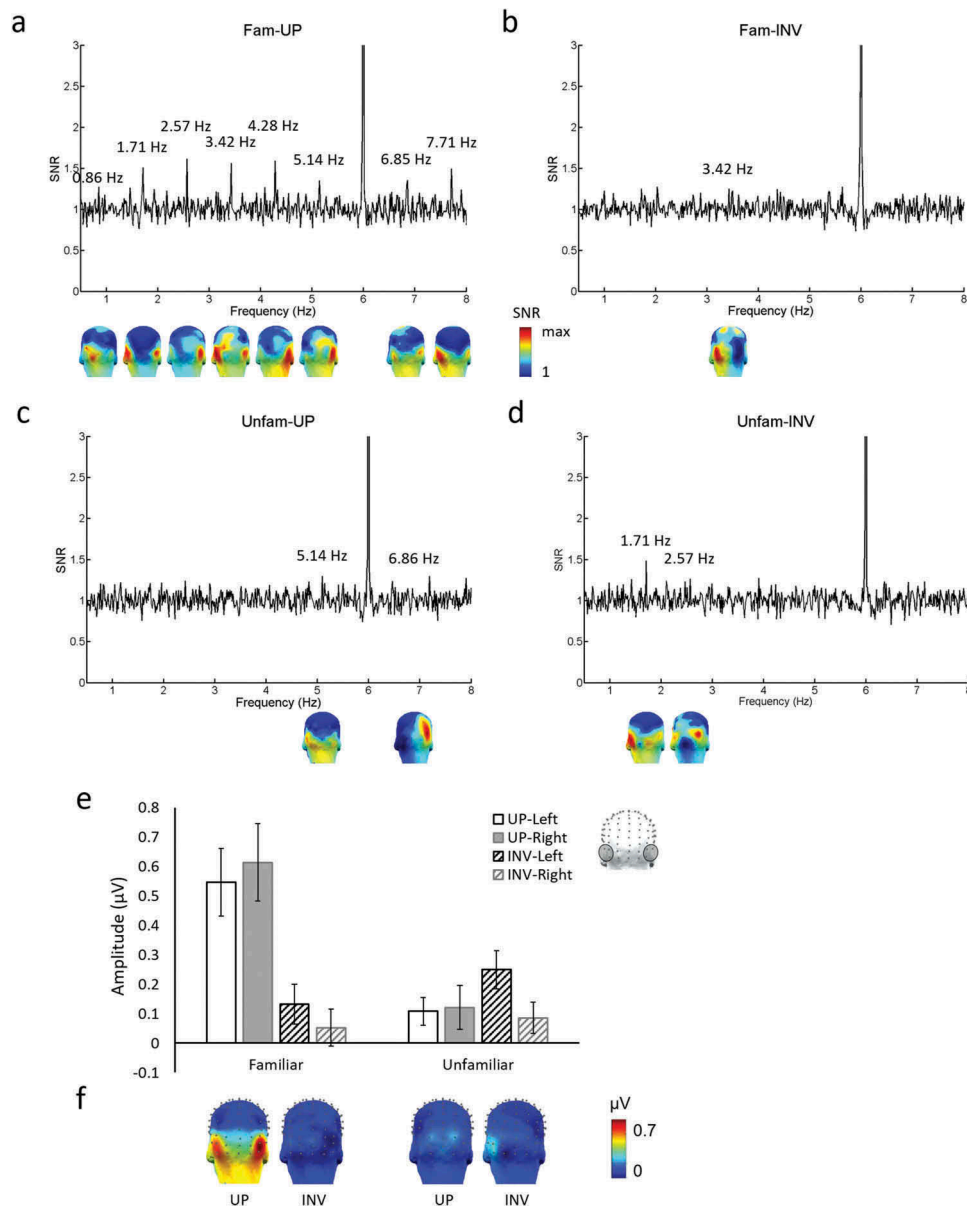 a
Fam-UP
3
2.5
2
1.5
1
0.5
0
SNR
0.86 Hz
1.71 Hz
2.57 Hz
3.42 Hz
4.28 Hz
5.14 Hz
6.85 Hz
7.71 Hz
1 2 3 4 5 6 7 8
Frequency (Hz)
b
Fam-INV
3
2.5
2
1.5
1
0.5
0
SNR
3.42 Hz
1 2 3 4 5 6 7 8
Frequency (Hz)
SNR
max
1
c
Unfam-UP
3
2.5
2
1.5
1
0.5
0
SNR
5.14 Hz
6.86 Hz
1 2 3 4 5 6 7 8
Frequency (Hz)
d
Unfam-INV
3
2.5
2
1.5
1
0.5
0
SNR
1.71 Hz
2.57 Hz
1 2 3 4 5 6 7 8
Frequency (Hz)
e
0.8
0.7
0.6
0.5
0.4
0.3
0.2
0.1
0
-0.1
Amplitude (µV)
UP-Left
UP-Right
INV-Left
INV-Right
Familiar
Unfamiliar
f
UP
INV
UP
INV
µV
0.7
0